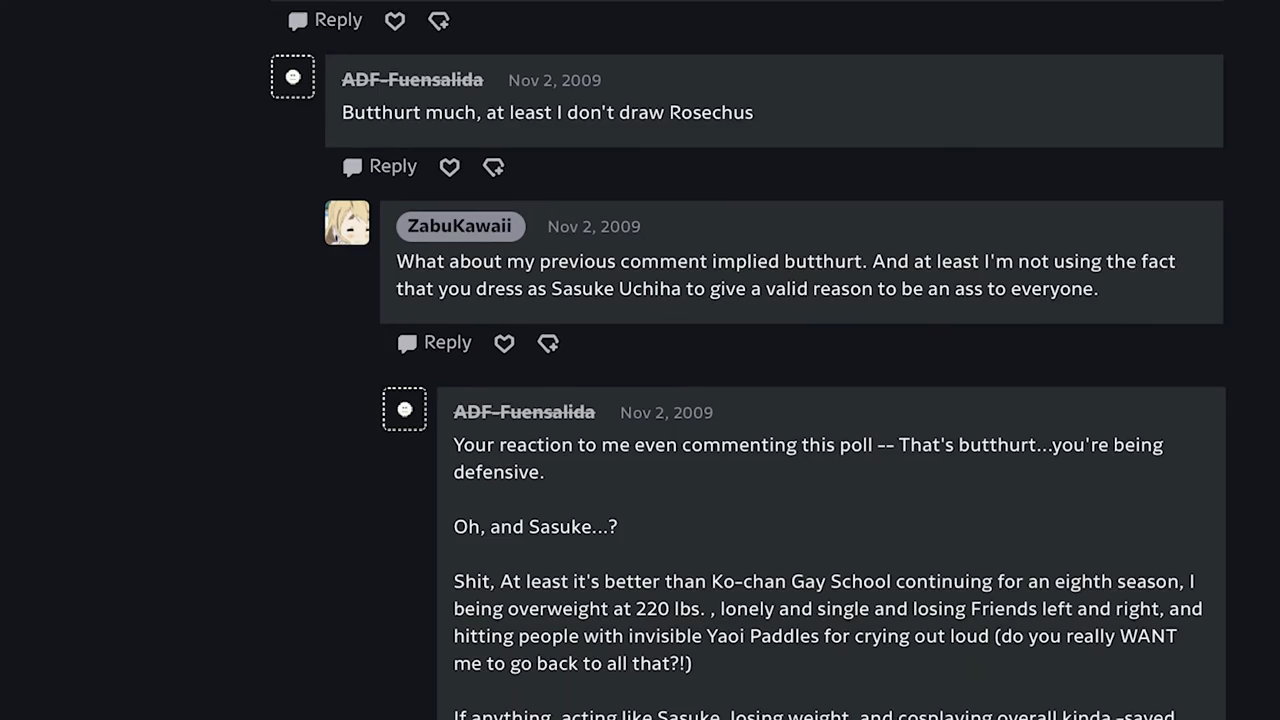 Reply
ADF-Fuensalida Nov 2, 2009
Butthurt much, at least I don't draw Rosechus
Reply
ZabuKawaii Nov 2, 2009
What about my previous comment implied butthurt. And at least I'm not using the fact
that you dress as Sasuke Uchiha to give a valid reason to be an ass to everyone.
Reply
ADF-Fuensalida Nov 2, 2009
Your reaction to me even commenting this poll -- That's butthurt...you're being
defensive.
Oh, and Sasuke...?
Shit, At least it's better than Ko-chan Gay School continuing for an eighth season, I
being overweight at 220 lbs. , lonely and single and losing Friends left and right, and
hitting people with invisible Yaoi Paddles for crying out loud (do you really WANT
me to go back to all that?!)
If anything, acting like Sasuke, losing weight, and cosplaying overall kinda -saved